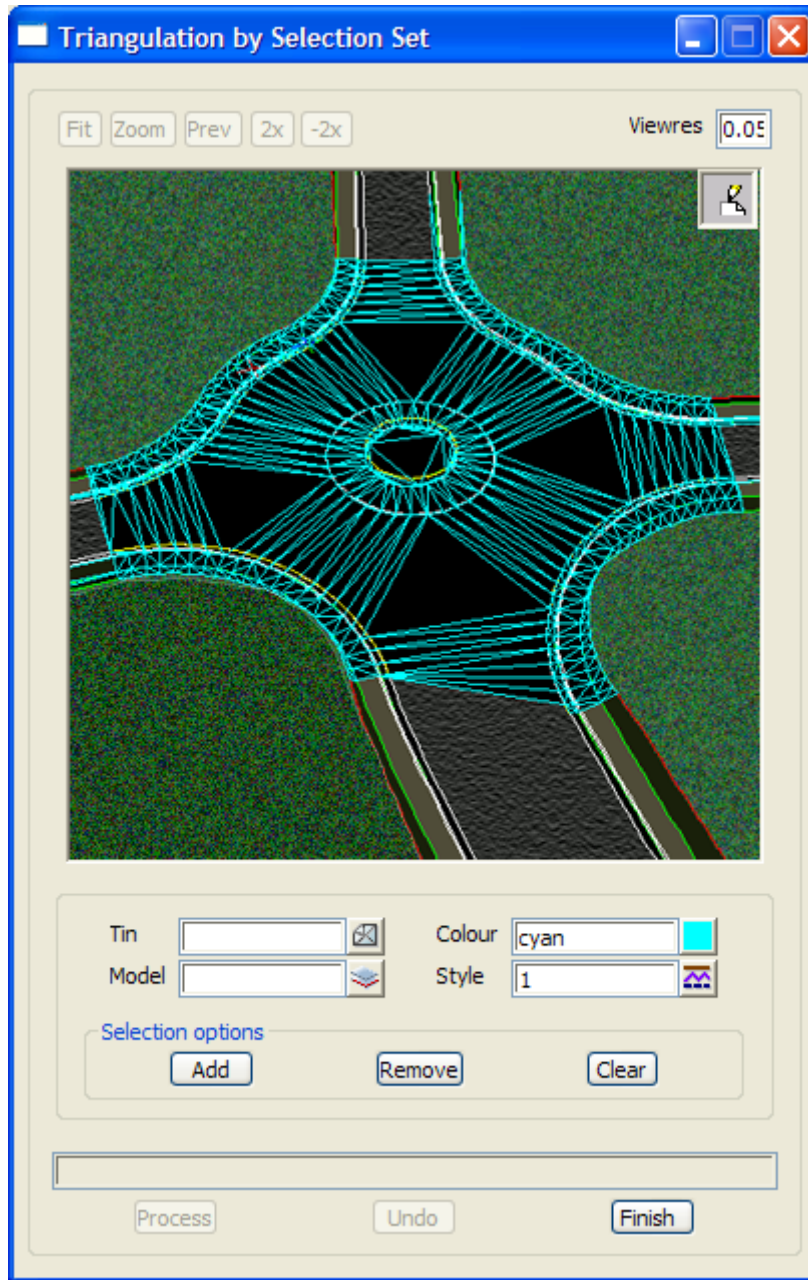 Triangulation by Selection Set
Fit Zoom Prev 2x -2x Viewres 0.05
Tin Colour cyan
Model Style 1
Selection options
Add Remove Clear
Process Undo Finish